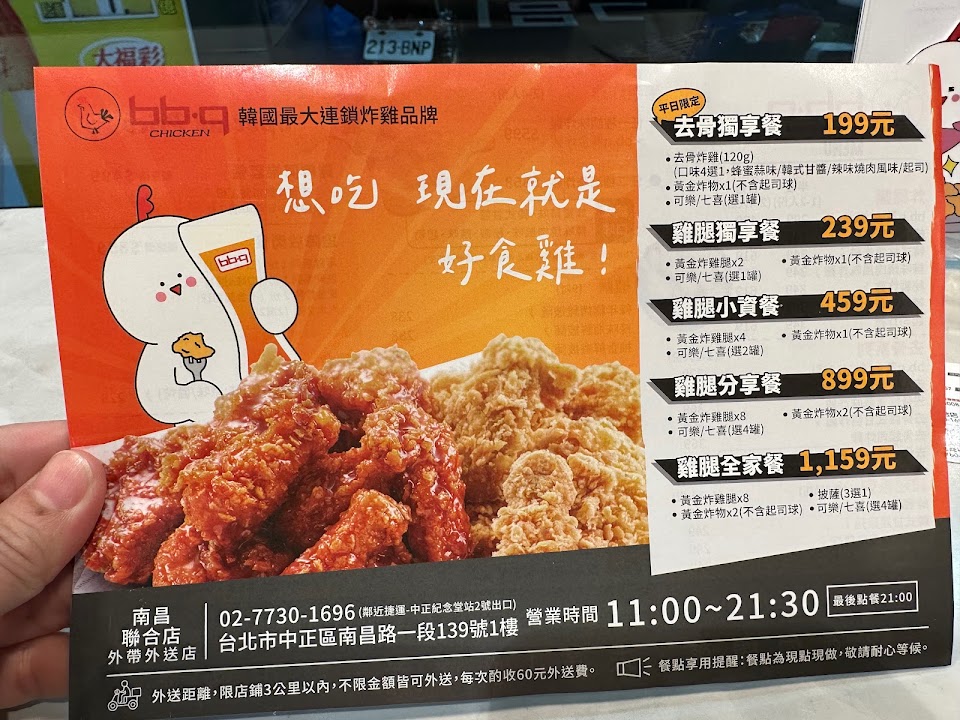 大福彩
213·BNP
bb.q
CHICKEN
韓國最大連鎖炸雞品牌
想吃 現在就是
好食雞！
bb.q
平日限定
去骨獨享餐 199元
• 去骨炸雞(120g)
(口味4選1,蜂蜜蒜味/韓式甘醬/辣味燒肉風味/起司)
• 黃金炸物x1(不含起司球)
• 可樂/七喜(選1罐)
雞腿獨享餐 239元
• 黃金炸雞腿x2 • 黃金炸物x1(不含起司球)
• 可樂/七喜(選1罐)
雞腿小資餐 459元
• 黃金炸雞腿x4 • 黃金炸物x1(不含起司球)
• 可樂/七喜(選2罐)
雞腿分享餐 899元
• 黃金炸雞腿x8 • 黃金炸物x2(不含起司球)
• 可樂/七喜(選4罐)
雞腿全家餐 1,159元
• 黃金炸雞腿x8 • 披薩(3選1)
• 黃金炸物x2(不含起司球) • 可樂/七喜(選4罐)
南昌
聯合店
外帶外送店
02-7730-1696(鄰近捷運-中正紀念堂站2號出口)
台北市中正區南昌路一段139號1樓
營業時間 11:00~21:30 最後點餐21:00
外送距離,限店鋪3公里以內,不限金額皆可外送,每次酌收60元外送費。
餐點享用提醒:餐點為現點現做,敬請耐心等候。